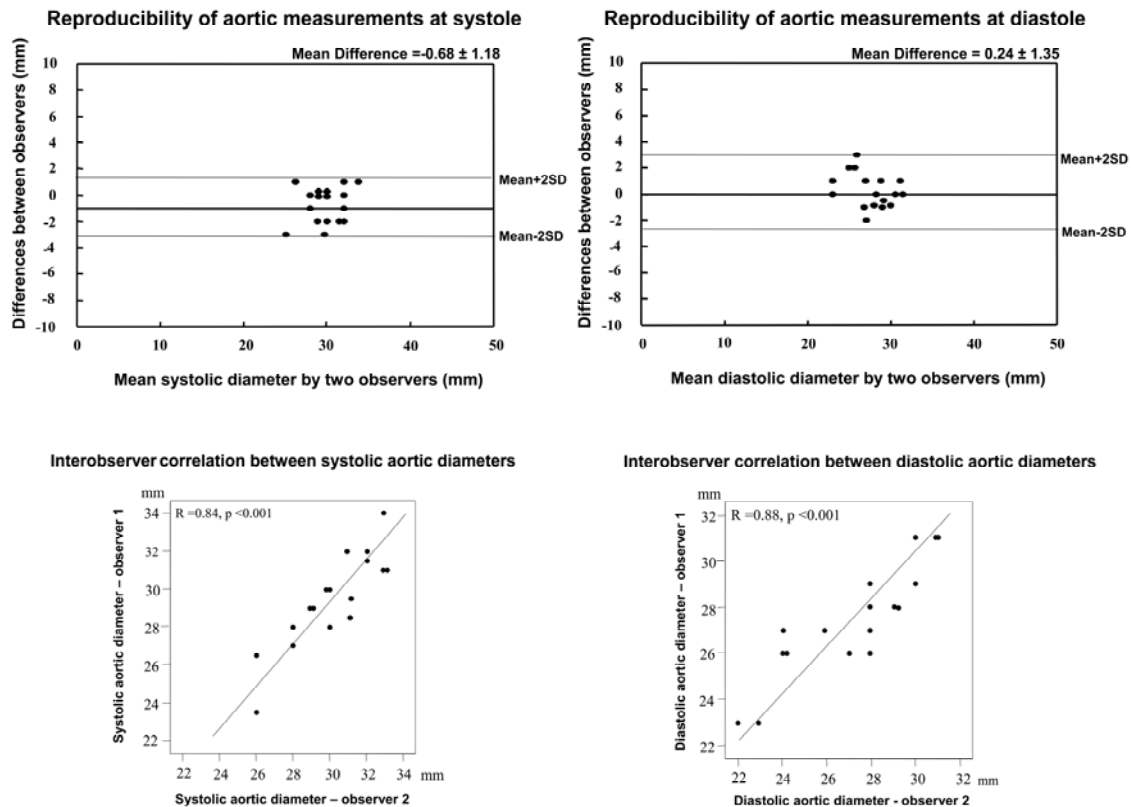 Reproducibility of aortic measurements at systole
Mean Difference =-0.68 ± 1.18
Differences between observers (mm)
10
8
6
4
2
0
-2
-4
-6
-8
-10
Mean+2SD
Mean-2SD
0
10
20
30
40
50
Mean systolic diameter by two observers (mm)
Reproducibility of aortic measurements at diastole
Mean Difference = 0.24 ± 1.35
Differences between observers (mm)
10
8
6
4
2
0
-2
-4
-6
-8
-10
Mean+2SD
Mean-2SD
0
10
20
30
40
50
Mean diastolic diameter by two observers (mm)
Interobserver correlation between systolic aortic diameters
mm
R =0.84, p <0.001
Systolic aortic diameter – observer 1
34
32
30
28
26
24
22
22
24
26
28
30
32
34
mm
Systolic aortic diameter – observer 2
Interobserver correlation between diastolic aortic diameters
mm
R =0.88, p <0.001
Diastolic aortic diameter – observer 1
32
30
28
26
24
22
22
24
26
28
30
32
mm
Diastolic aortic diameter - observer 2